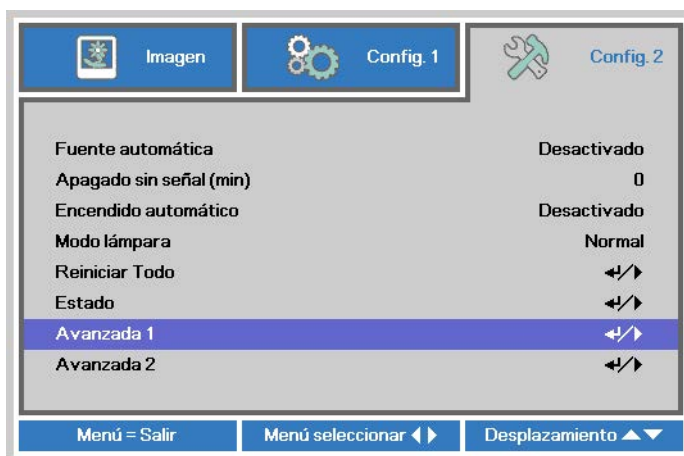 Imagen
Config. 1
Config. 2
Fuente automática Desactivado
Apagado sin señal (min) 0
Encendido automático Desactivado
Modo lámpara Normal
Reiniciar Todo
Estado
Avanzada 1
Avanzada 2
Menú = Salir
Menú seleccionar
Desplazamiento